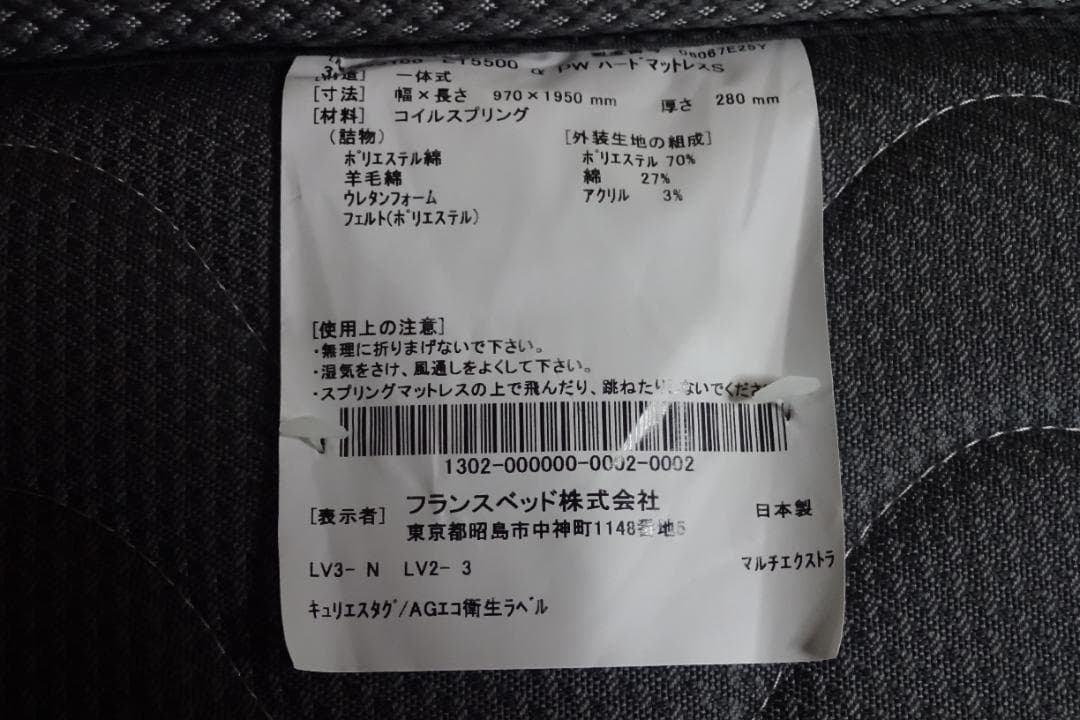 PW ハードマットレスS
一体式
[寸法] 幅×長さ 970×1950 mm 厚さ 280 mm
[材料] コイルスプリング
(詰物) [外装生地の組成]
ポリエステル綿 ポリエステル 70%
羊毛綿 綿 27%
ウレタンフォーム アクリル 3%
フェルト(ポリエステル)
[使用上の注意]
・無理に折りまげないで下さい。
・湿気をさけ、風通しをよくして下さい。
・スプリングマットレスの上で飛んだり、跳ねたり
1302-000000-0002-0002
[表示者] フランスベッド株式会社 日本製
東京都昭島市中神町1148番地5
LV3- N LV2- 3 マルチエクストラ
キュリエスタグ/AGエコ衛生ラベル